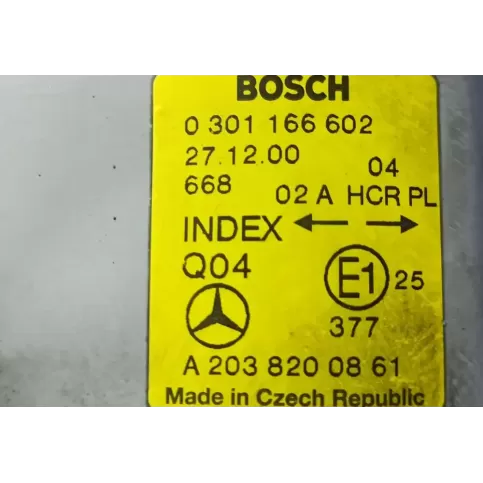 BOSCH
0 301 166 602
27.12.00
04
668
02 A HCR PL
INDEX
Q04
E1 25
377
A 203 820 08 61
Made in Czech Republic